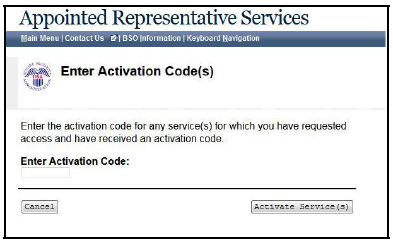 Appointed Representative Services
Main Menu | Contact Us | BSO Information | Keyboard Navigation
Enter Activation Code(s)
Enter the activation code for any service(s) for which you have requested
access and have received an activation code.
Enter Activation Code:
Cancel
Activate Service(s)